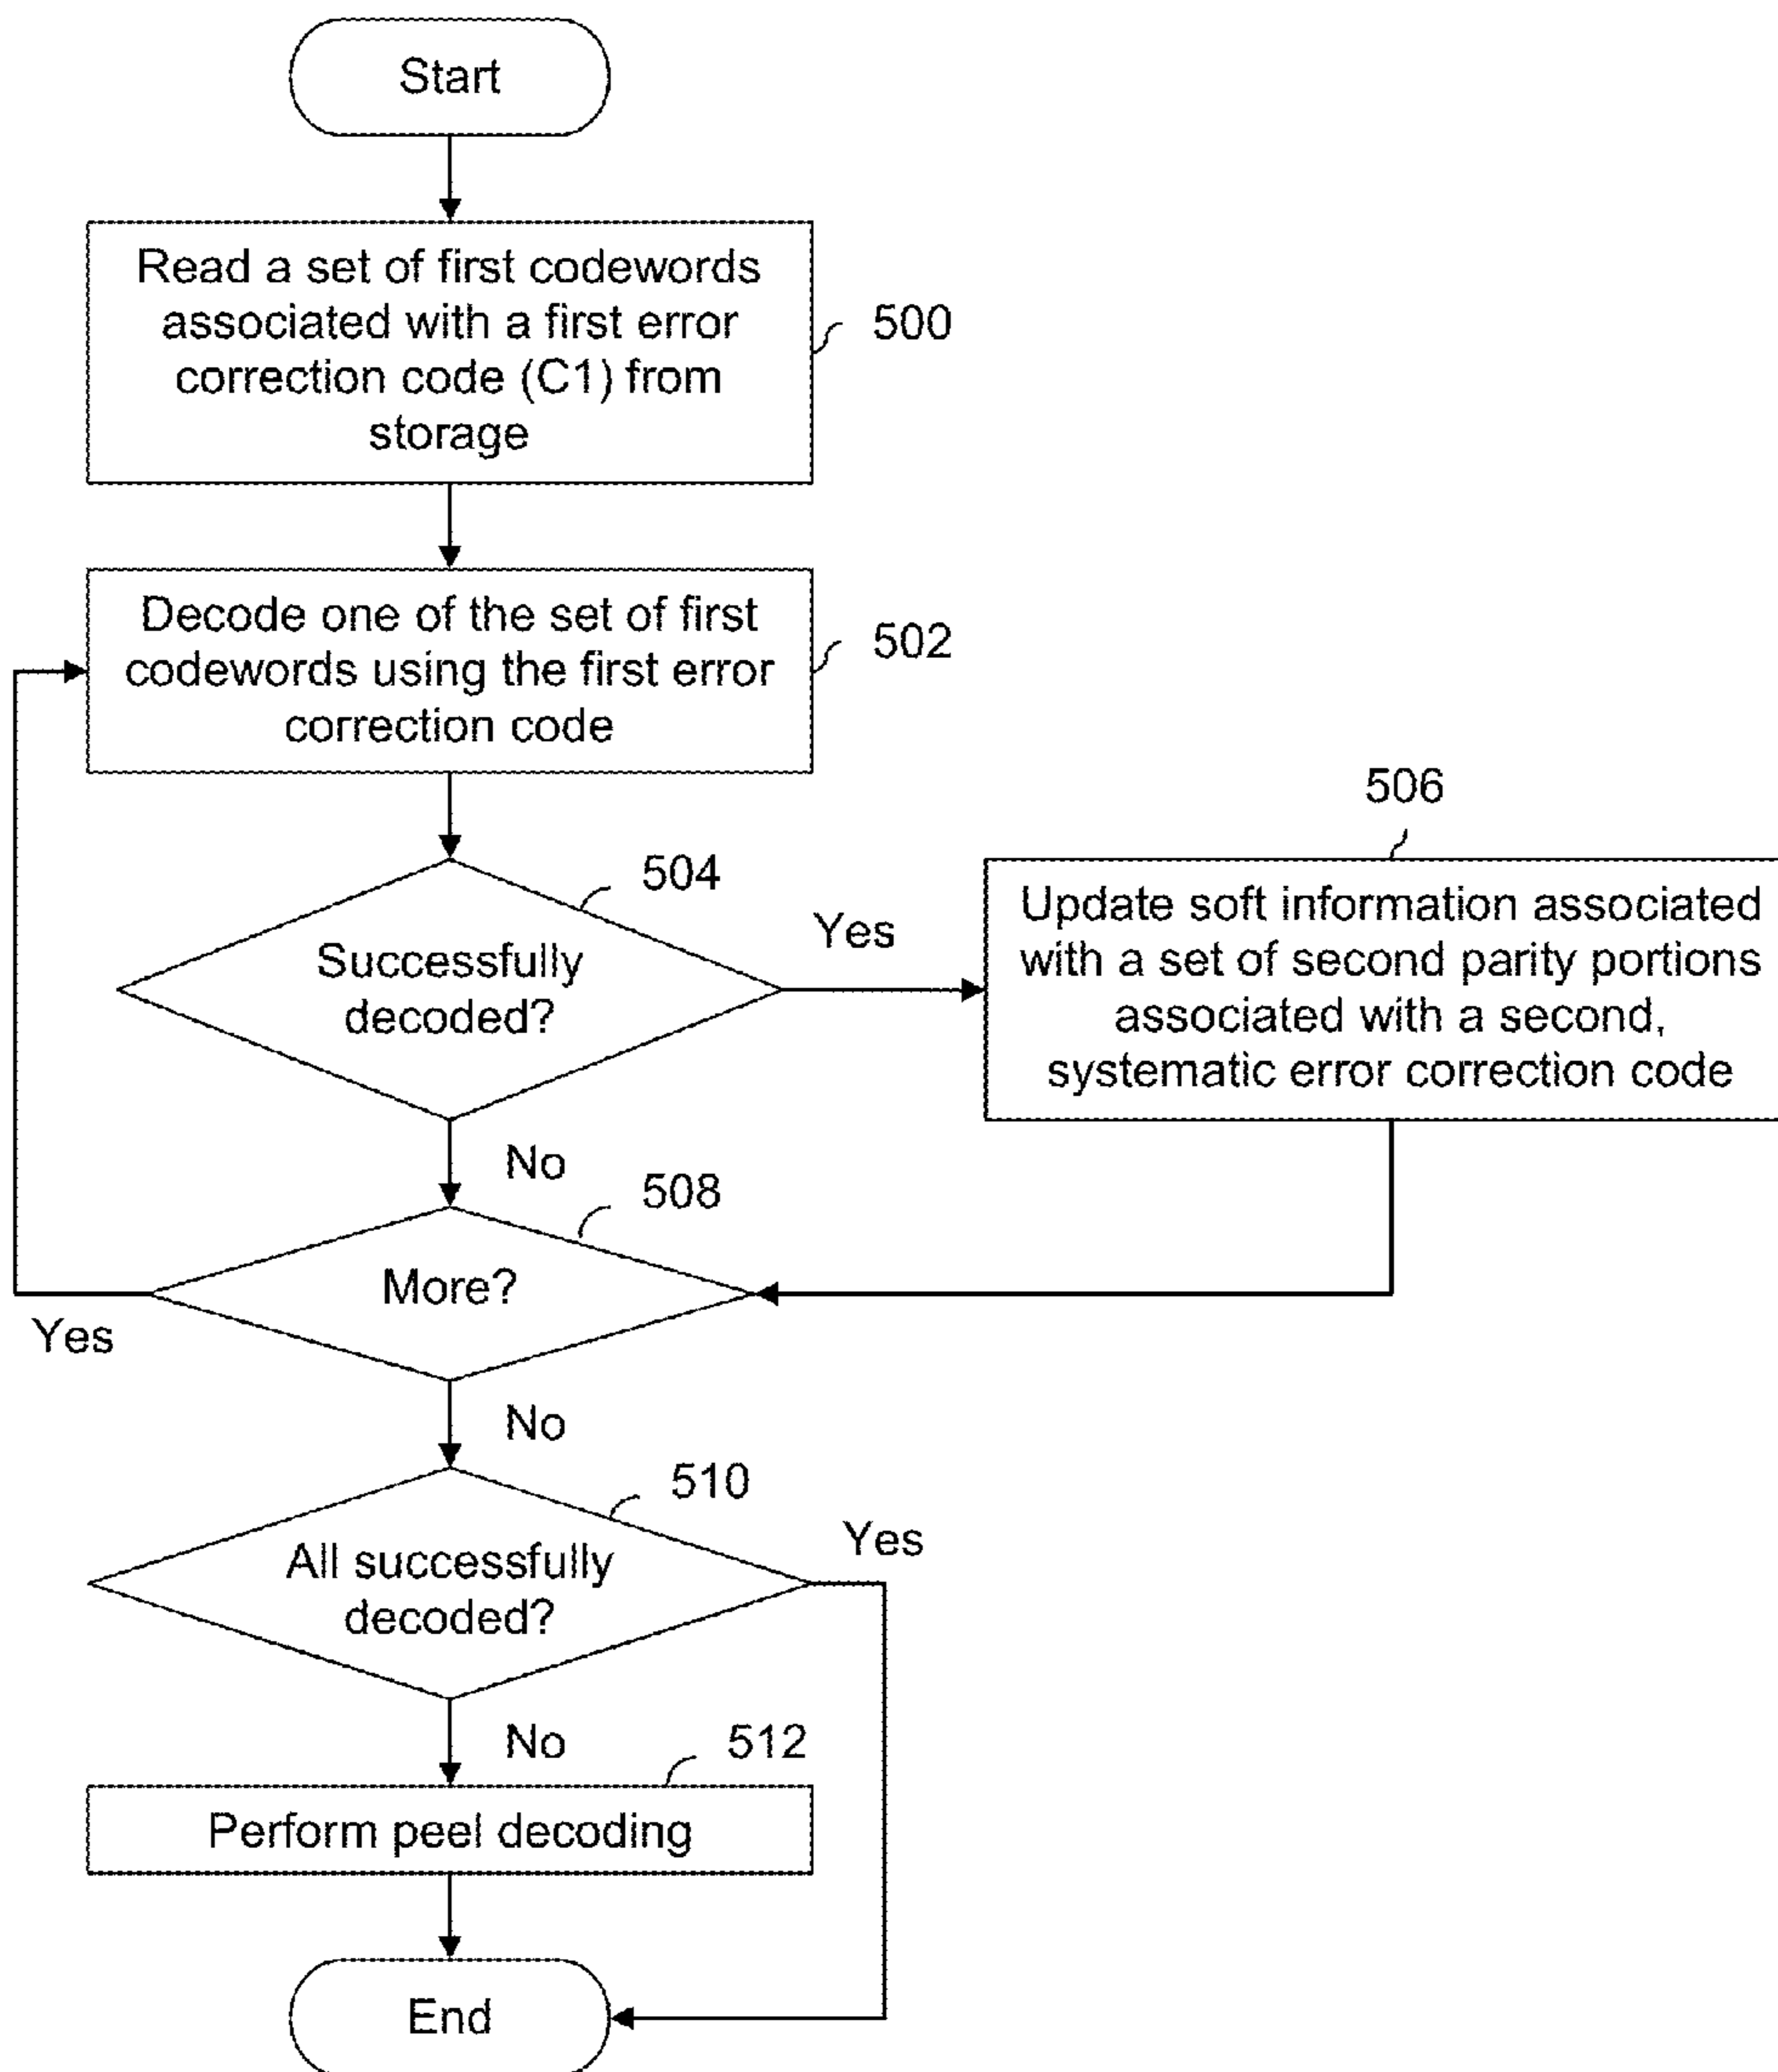 Start
Read a set of first codewords
associated with a first error
correction code (C1) from
storage
500
Decode one of the set of first
codewords using the first error
correction code
502
506
504
Successfully
decoded?
Yes
Update soft information associated
with a set of second parity portions
associated with a second,
systematic error correction code
No
508
More?
Yes
No
510
All successfully
decoded?
Yes
No
512
Perform peel decoding
End